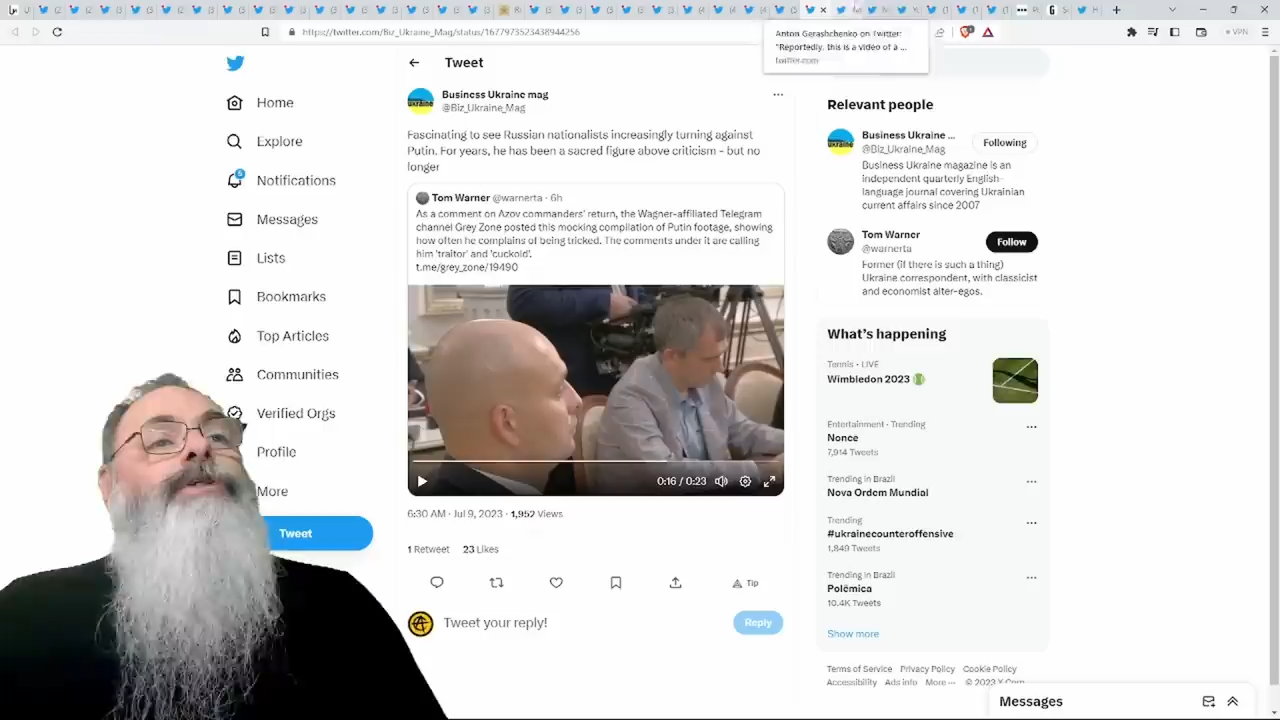 https://twitter.com/Biz_Ukraine_Mag/status/1677973523438944256
VPN
Anton Gerashchenko on Twitter:
"Reportedly, this is a video of a ...
twitter.com
Home
Explore
5
Notifications
Messages
Lists
Bookmarks
Top Articles
Communities
Verified Orgs
Profile
More
Tweet
Tweet
Business Ukraine mag
@Biz_Ukraine_Mag
Fascinating to see Russian nationalists increasingly turning against
Putin. For years, he has been a sacred figure above criticism - but no
longer
Tom Warner @warnerta · 6h
As a comment on Azov commanders' return, the Wagner-affiliated Telegram
channel Grey Zone posted this mocking compilation of Putin footage, showing
how often he complains of being tricked. The comments under it are calling
him 'traitor' and 'cuckold'.
t.me/grey_zone/19490
0:16 / 0:23
6:30 AM · Jul 9, 2023 · 1,952 Views
1 Retweet 23 Likes
Tip
Tweet your reply!
Reply
Relevant people
Business Ukraine ...
@Biz_Ukraine_Mag
Following
Business Ukraine magazine is an
independent quarterly English-
language journal covering Ukrainian
current affairs since 2007
Tom Warner
@warnerta
Follow
Former (if there is such a thing)
Ukraine correspondent, with classicist
and economist alter-egos.
What's happening
Tennis · LIVE
Wimbledon 2023
Entertainment · Trending
Nonce
7,914 Tweets
Trending in Brazil
Nova Ordem Mundial
Trending
#ukrainecounteroffensive
1,849 Tweets
Trending in Brazil
Polêmica
10.4K Tweets
Show more
Terms of Service Privacy Policy Cookie Policy
Accessibility Ads info More ··· © 2023 X Corp.
Messages